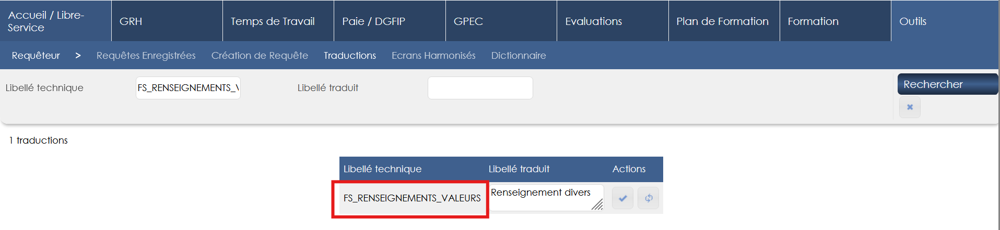 Accueil / Libre-
Service
GRH
Temps de Travail
Paie / DGFIP
GPEC
Evaluations
Plan de Formation
Formation
Outils
Requêteur > Requêtes Enregistrées Création de Requête Traductions Ecrans Harmonisés Dictionnaire
Libellé technique FS_RENSEIGNEMENTS_V Libellé traduit Rechercher
1 traductions
Libellé technique Libellé traduit Actions
FS_RENSEIGNEMENTS_VALEURS Renseignement divers